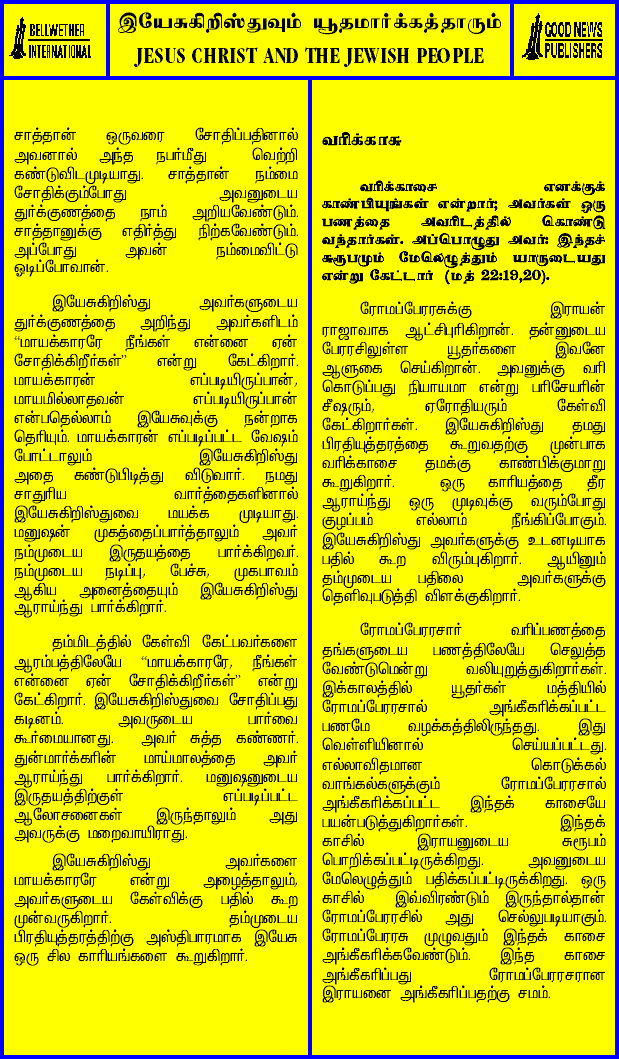 BELLWETHER
INTERNATIONAL
இயேசுகிறிஸ்துவும் யூதமார்க்கத்தாரும்
JESUS CHRIST AND THE JEWISH PEOPLE
GOOD NEWS
PUBLISHERS
சாத்தான் ஒருவரை சோதிப்பதினால்
அவனால் அந்த நபர்மீது வெற்றி
கண்டுவிடமுடியாது. சாத்தான் நம்மை
சோதிக்கும்போது அவனுடைய
துர்க்குணத்தை நாம் அறியவேண்டும்.
சாத்தானுக்கு எதிர்த்து நிற்கவேண்டும்.
அப்போது அவன் நம்மைவிட்டு
ஓடிப்போவான்.
இயேசுகிறிஸ்து அவர்களுடைய
துர்க்குணத்தை அறிந்து அவர்களிடம்
“மாயக்காரரே நீங்கள் என்னை ஏன்
சோதிக்கிறீர்கள்” என்று கேட்கிறார்.
மாயக்காரன் எப்படியிருப்பான்,
மாயமில்லாதவன் எப்படியிருப்பான்
என்பதெல்லாம் இயேசுவுக்கு நன்றாக
தெரியும். மாயக்காரன் எப்படிப்பட்ட வேஷம்
போட்டாலும் இயேசுகிறிஸ்து
அதை கண்டுபிடித்து விடுவார். நமது
சாதுரிய வார்த்தைகளினால்
இயேசுகிறிஸ்துவை மயக்க முடியாது.
மனுஷன் முகத்தைப்பார்த்தாலும் அவர்
நம்முடைய இருதயத்தை பார்க்கிறவர்.
நம்முடைய நடிப்பு, பேச்சு, முகபாவம்
ஆகிய அனைத்தையும் இயேசுகிறிஸ்து
ஆராய்ந்து பார்க்கிறார்.
தம்மிடத்தில் கேள்வி கேட்பவர்களை
ஆரம்பத்திலேயே “மாயக்காரரே, நீங்கள்
என்னை ஏன் சோதிக்கிறீர்கள்” என்று
கேட்கிறார். இயேசுகிறிஸ்துவை சோதிப்பது
கடினம். அவருடைய பார்வை
கூர்மையானது. அவர் சுத்த கண்ணர்.
துன்மார்க்கரின் மாய்மாலத்தை அவர்
ஆராய்ந்து பார்க்கிறார். மனுஷனுடைய
இருதயத்திற்குள் எப்படிப்பட்ட
ஆலோசனைகள் இருந்தாலும் அது
அவருக்கு மறைவாயிராது.
இயேசுகிறிஸ்து அவர்களை
மாயக்காரரே என்று அழைத்தாலும்,
அவர்களுடைய கேள்விக்கு பதில் கூற
முன்வருகிறார். தம்முடைய
பிரதியுத்தரத்திற்கு அஸ்திபாரமாக இயேசு
ஒரு சில காரியங்களை கூறுகிறார்.
வரிக்காசு
வரிக்காசை எனக்குக்
காண்பியுங்கள் என்றார்; அவர்கள் ஒரு
பணத்தை அவரிடத்தில் கொண்டு
வந்தார்கள். அப்பொழுது அவர்: இந்தச்
சுரூபமும் மேலெழுத்தும் யாருடையது
என்று கேட்டார் (மத் 22:19,20).
ரோமப்பேரரசுக்கு இராயன்
ராஜாவாக ஆட்சிபுரிகிறான். தன்னுடைய
பேரரசிலுள்ள யூதர்களை இவனே
ஆளுகை செய்கிறான். அவனுக்கு வரி
கொடுப்பது நியாயமா என்று பரிசேயரின்
சீஷரும், ஏரோதியரும் கேள்வி
கேட்கிறார்கள். இயேசுகிறிஸ்து தமது
பிரதியுத்தரத்தை கூறுவதற்கு முன்பாக
வரிக்காசை தமக்கு காண்பிக்குமாறு
கூறுகிறார். ஒரு காரியத்தை தீர
ஆராய்ந்து ஒரு முடிவுக்கு வரும்போது
குழப்பம் எல்லாம் நீங்கிப்போகும்.
இயேசுகிறிஸ்து அவர்களுக்கு உடனடியாக
பதில் கூற விரும்புகிறார். ஆயினும்
தம்முடைய பதிலை அவர்களுக்கு
தெளிவுபடுத்தி விளக்குகிறார்.
ரோமப்பேரரசார் வரிப்பணத்தை
தங்களுடைய பணத்திலேயே செலுத்த
வேண்டுமென்று வலியுறுத்துகிறார்கள்.
இக்காலத்தில் யூதர்கள் மத்தியில்
ரோமப்பேரரசால் அங்கீகரிக்கப்பட்ட
பணமே வழக்கத்திலிருந்தது. இது
வெள்ளியினால் செய்யப்பட்டது.
எல்லாவிதமான கொடுக்கல்
வாங்கல்களுக்கும் ரோமப்பேரரசால்
அங்கீகரிக்கப்பட்ட இந்தக் காசையே
பயன்படுத்துகிறார்கள். இந்தக்
காசில் இராயனுடைய சுரூபம்
பொறிக்கப்பட்டிருக்கிறது. அவனுடைய
மேலெழுத்தும் பதிக்கப்பட்டிருக்கிறது. ஒரு
காசில் இவ்விரண்டும் இருந்தால்தான்
ரோமப்பேரரசில் அது செல்லுபடியாகும்.
ரோமப்பேரரசு முழுவதும் இந்தக் காசை
அங்கீகரிக்கவேண்டும். இந்த காசை
அங்கீகரிப்பது ரோமப்பேரரசரான
இராயனை அங்கீகரிப்பதற்கு சமம்.